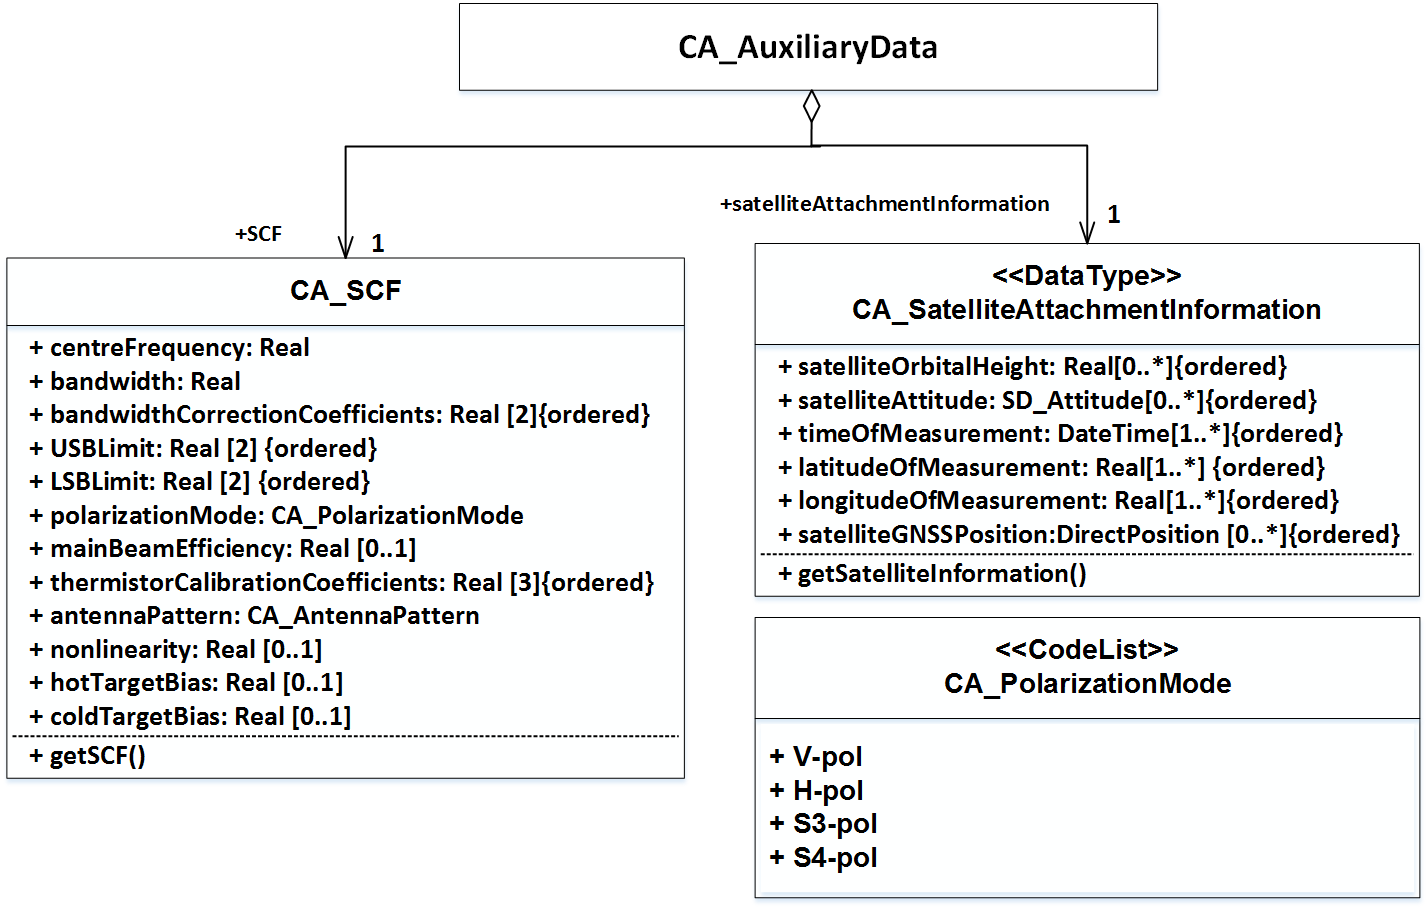 CA_AuxiliaryData
+SCF
1
+satelliteAttachmentInformation
1
CA_SCF
+ centreFrequency: Real
+ bandwidth: Real
+ bandwidthCorrectionCoefficients: Real [2]{ordered}
+ USBLimit: Real [2] {ordered}
+ LSBLimit: Real [2] {ordered}
+ polarizationMode: CA_PolarizationMode
+ mainBeamEfficiency: Real [0..1]
+ thermistorCalibrationCoefficients: Real [3]{ordered}
+ antennaPattern: CA_AntennaPattern
+ nonlinearity: Real [0..1]
+ hotTargetBias: Real [0..1]
+ coldTargetBias: Real [0..1]
+ getSCF()
<<DataType>>
CA_SatelliteAttachmentInformation
+ satelliteOrbitalHeight: Real[0..*]{ordered}
+ satelliteAttitude: SD_Attitude[0..*]{ordered}
+ timeOfMeasurement: DateTime[1..*]{ordered}
+ latitudeOfMeasurement: Real[1..*] {ordered}
+ longitudeOfMeasurement: Real[1..*]{ordered}
+ satelliteGNSSPosition:DirectPosition [0..*]{ordered}
+ getSatelliteInformation()
<<CodeList>>
CA_PolarizationMode
+ V-pol
+ H-pol
+ S3-pol
+ S4-pol